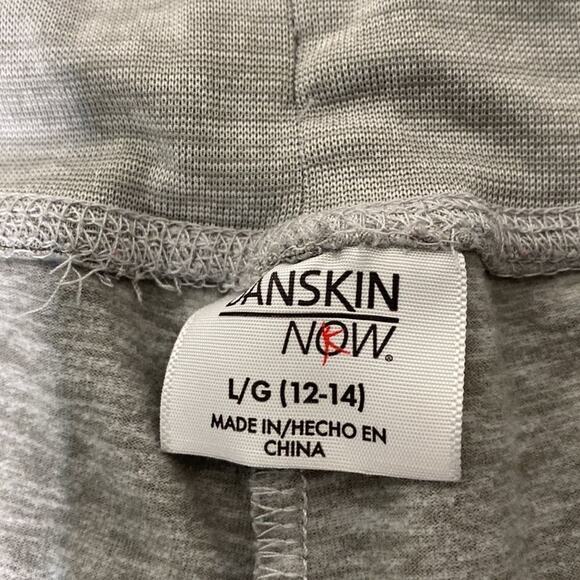 DANSKIN
NOW®
L/G (12-14)
MADE IN/HECHO EN
CHINA